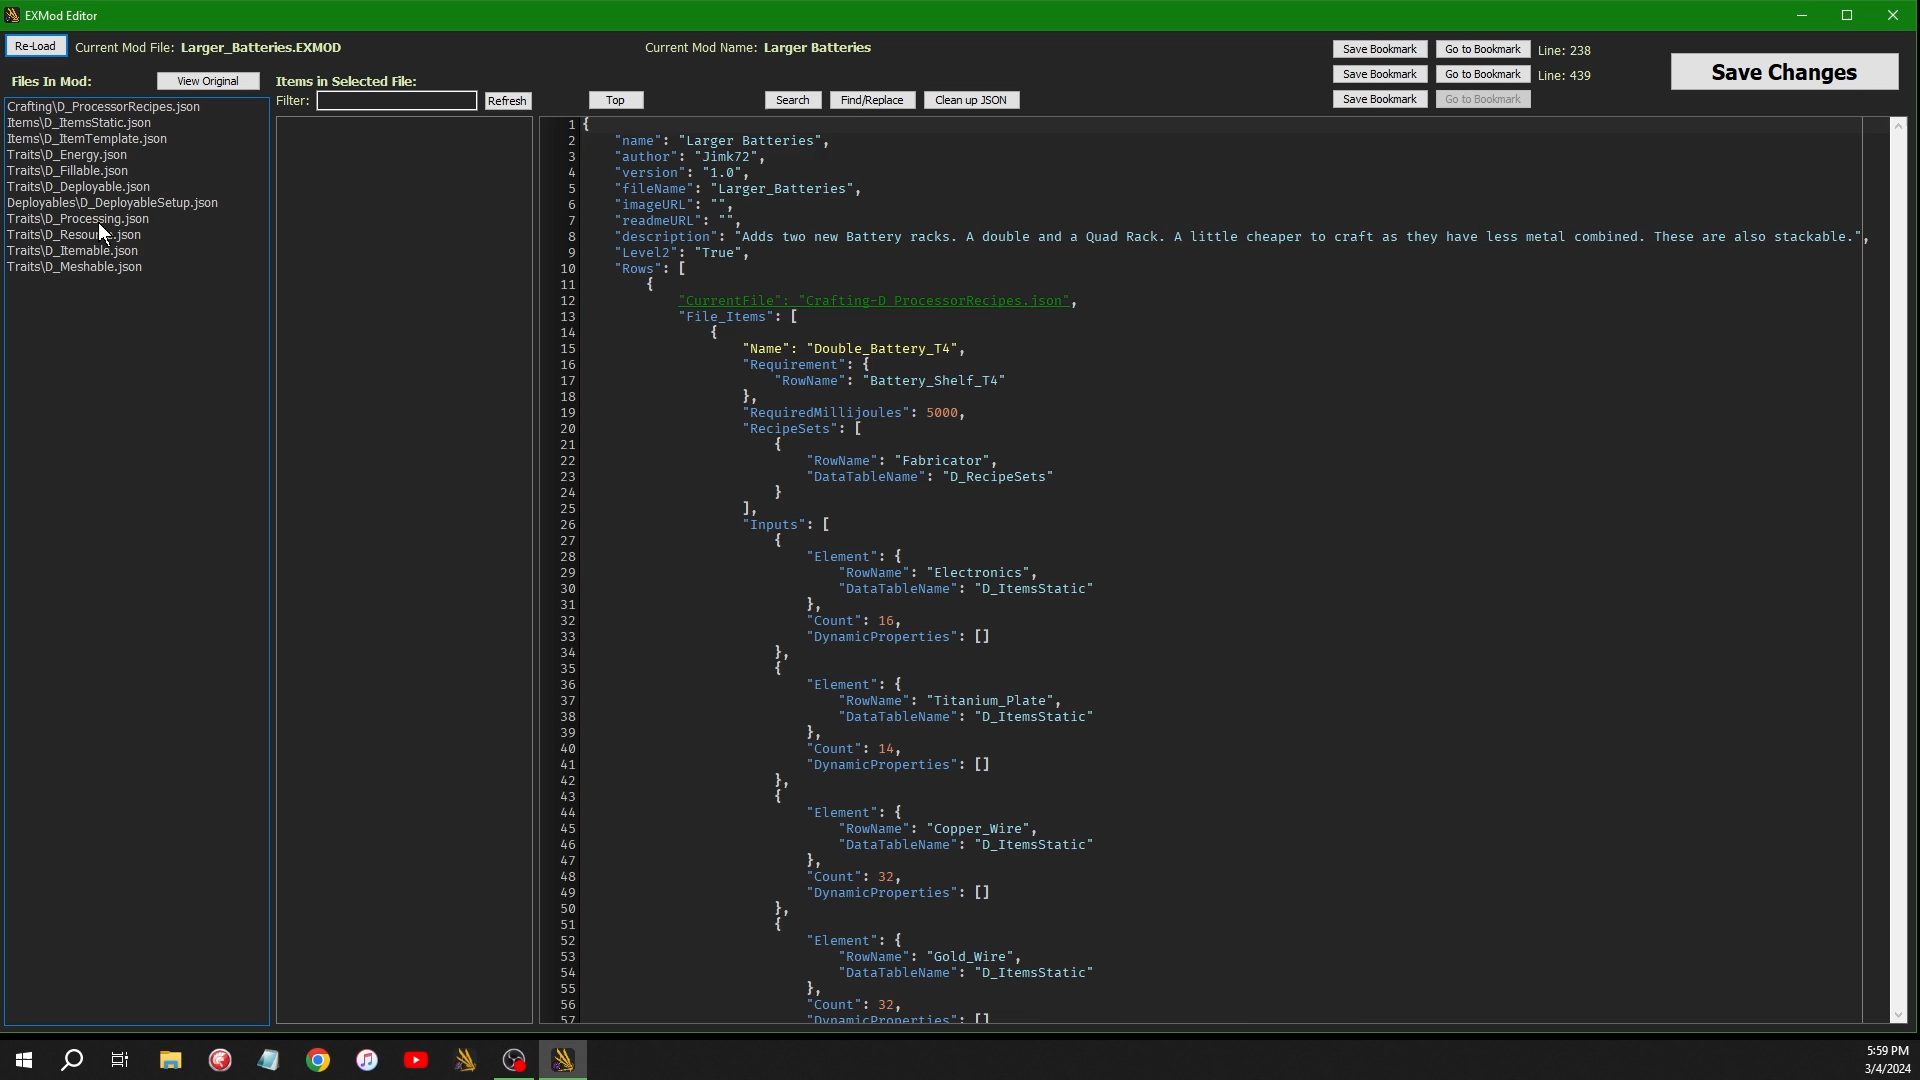 EXMod Editor
Re-Load Current Mod File: Larger_Batteries.EXMOD Current Mod Name: Larger Batteries Save Bookmark Go to Bookmark Line: 238
Save Bookmark Go to Bookmark Line: 439
Save Bookmark Go to Bookmark
Save Changes
Files In Mod: View Original Items in Selected File:
Filter: Refresh Top Search Find/Replace Clean up JSON
Crafting\D_ProcessorRecipes.json
Items\D_ItemsStatic.json
Items\D_ItemTemplate.json
Traits\D_Energy.json
Traits\D_Fillable.json
Traits\D_Deployable.json
Deployables\D_DeployableSetup.json
Traits\D_Processing.json
Traits\D_Resource.json
Traits\D_Itemable.json
Traits\D_Meshable.json
1 {
2 "name": "Larger Batteries",
3 "author": "Jimk72",
4 "version": "1.0",
5 "fileName": "Larger_Batteries",
6 "imageURL": "",
7 "readmeURL": "",
8 "description": "Adds two new Battery racks. A double and a Quad Rack. A little cheaper to craft as they have less metal combined. These are also stackable.",
9 "Level2": "True",
10 "Rows": [
11 {
12 "CurrentFile": "Crafting-D_ProcessorRecipes.json",
13 "File_Items": [
14 {
15 "Name": "Double_Battery_T4",
16 "Requirement": {
17 "RowName": "Battery_Shelf_T4"
18 },
19 "RequiredMillijoules": 5000,
20 "RecipeSets": [
21 {
22 "RowName": "Fabricator",
23 "DataTableName": "D_RecipeSets"
24 }
25 ],
26 "Inputs": [
27 {
28 "Element": {
29 "RowName": "Electronics",
30 "DataTableName": "D_ItemsStatic"
31 },
32 "Count": 16,
33 "DynamicProperties": []
34 },
35 {
36 "Element": {
37 "RowName": "Titanium_Plate",
38 "DataTableName": "D_ItemsStatic"
39 },
40 "Count": 14,
41 "DynamicProperties": []
42 },
43 {
44 "Element": {
45 "RowName": "Copper_Wire",
46 "DataTableName": "D_ItemsStatic"
47 },
48 "Count": 32,
49 "DynamicProperties": []
50 },
51 {
52 "Element": {
53 "RowName": "Gold_Wire",
54 "DataTableName": "D_ItemsStatic"
55 },
56 "Count": 32,
57 "DynamicProperties": []
5:59 PM
3/4/2024